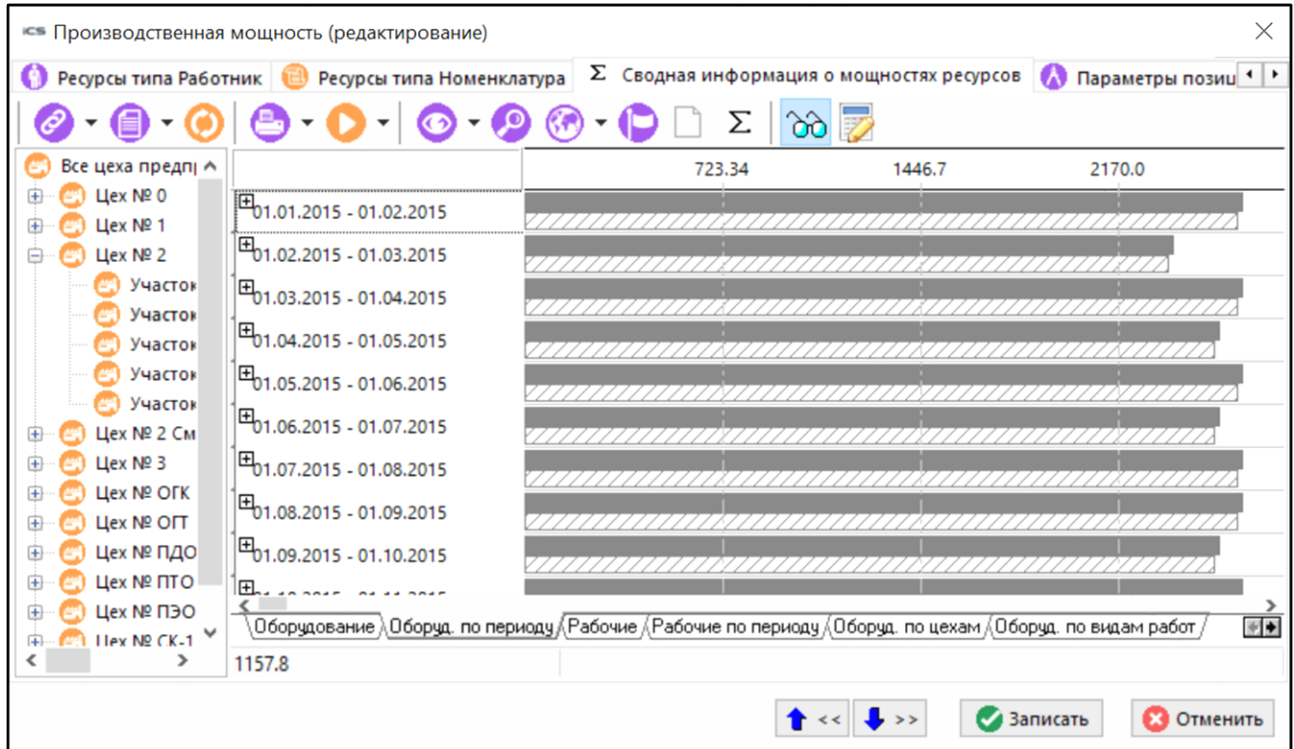 iCS Производственная мощность (редактирование)
Ресурсы типа Работник Ресурсы типа Номенклатура Σ Сводная информация о мощностях ресурсов Параметры позиц
Σ
Все цеха предпр
Цех № 0
Цех № 1
Цех № 2
Участок
Участок
Участок
Участок
Участок
Цех № 2 См
Цех № 3
Цех № ОГК
Цех № ОГТ
Цех № ПДО
Цех № ПТО
Цех № ПЭО
Цех № СК-1
723.34 1446.7 2170.0
01.01.2015 - 01.02.2015
01.02.2015 - 01.03.2015
01.03.2015 - 01.04.2015
01.04.2015 - 01.05.2015
01.05.2015 - 01.06.2015
01.06.2015 - 01.07.2015
01.07.2015 - 01.08.2015
01.08.2015 - 01.09.2015
01.09.2015 - 01.10.2015
01.10.2015 - 01.11.2015
Оборудование Оборуд. по периоду Рабочие Рабочие по периоду Оборуд. по цехам Оборуд. по видам работ
1157.8
<< >> Записать Отменить